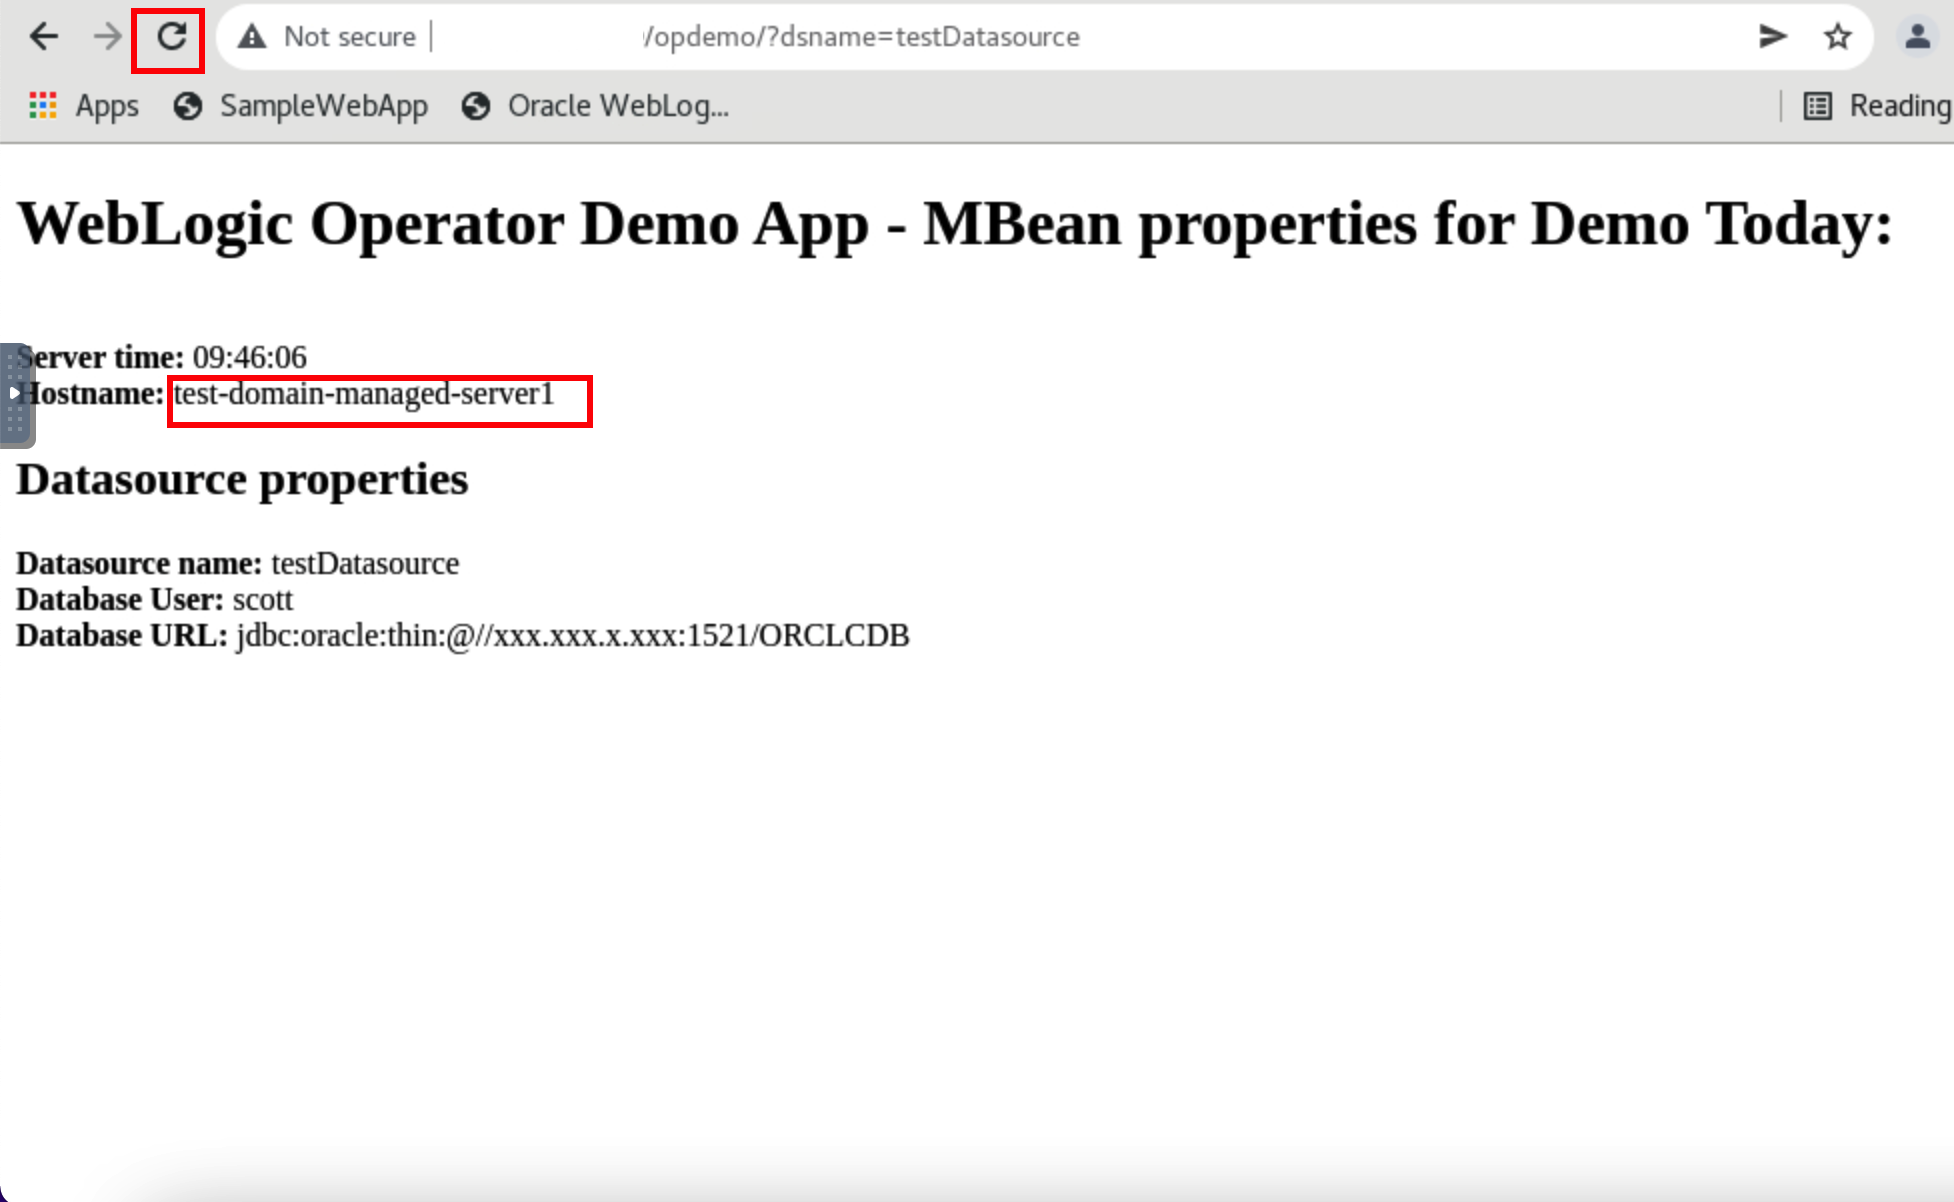 Not secure | /opdemo/?dsname=testDatasource
Apps SampleWebApp Oracle WebLog... Reading
WebLogic Operator Demo App - MBean properties for Demo Today:
Server time: 09:46:06
Hostname: test-domain-managed-server1
Datasource properties
Datasource name: testDatasource
Database User: scott
Database URL: jdbc:oracle:thin:@//xxx.xxx.x.xxx:1521/ORCLCDB